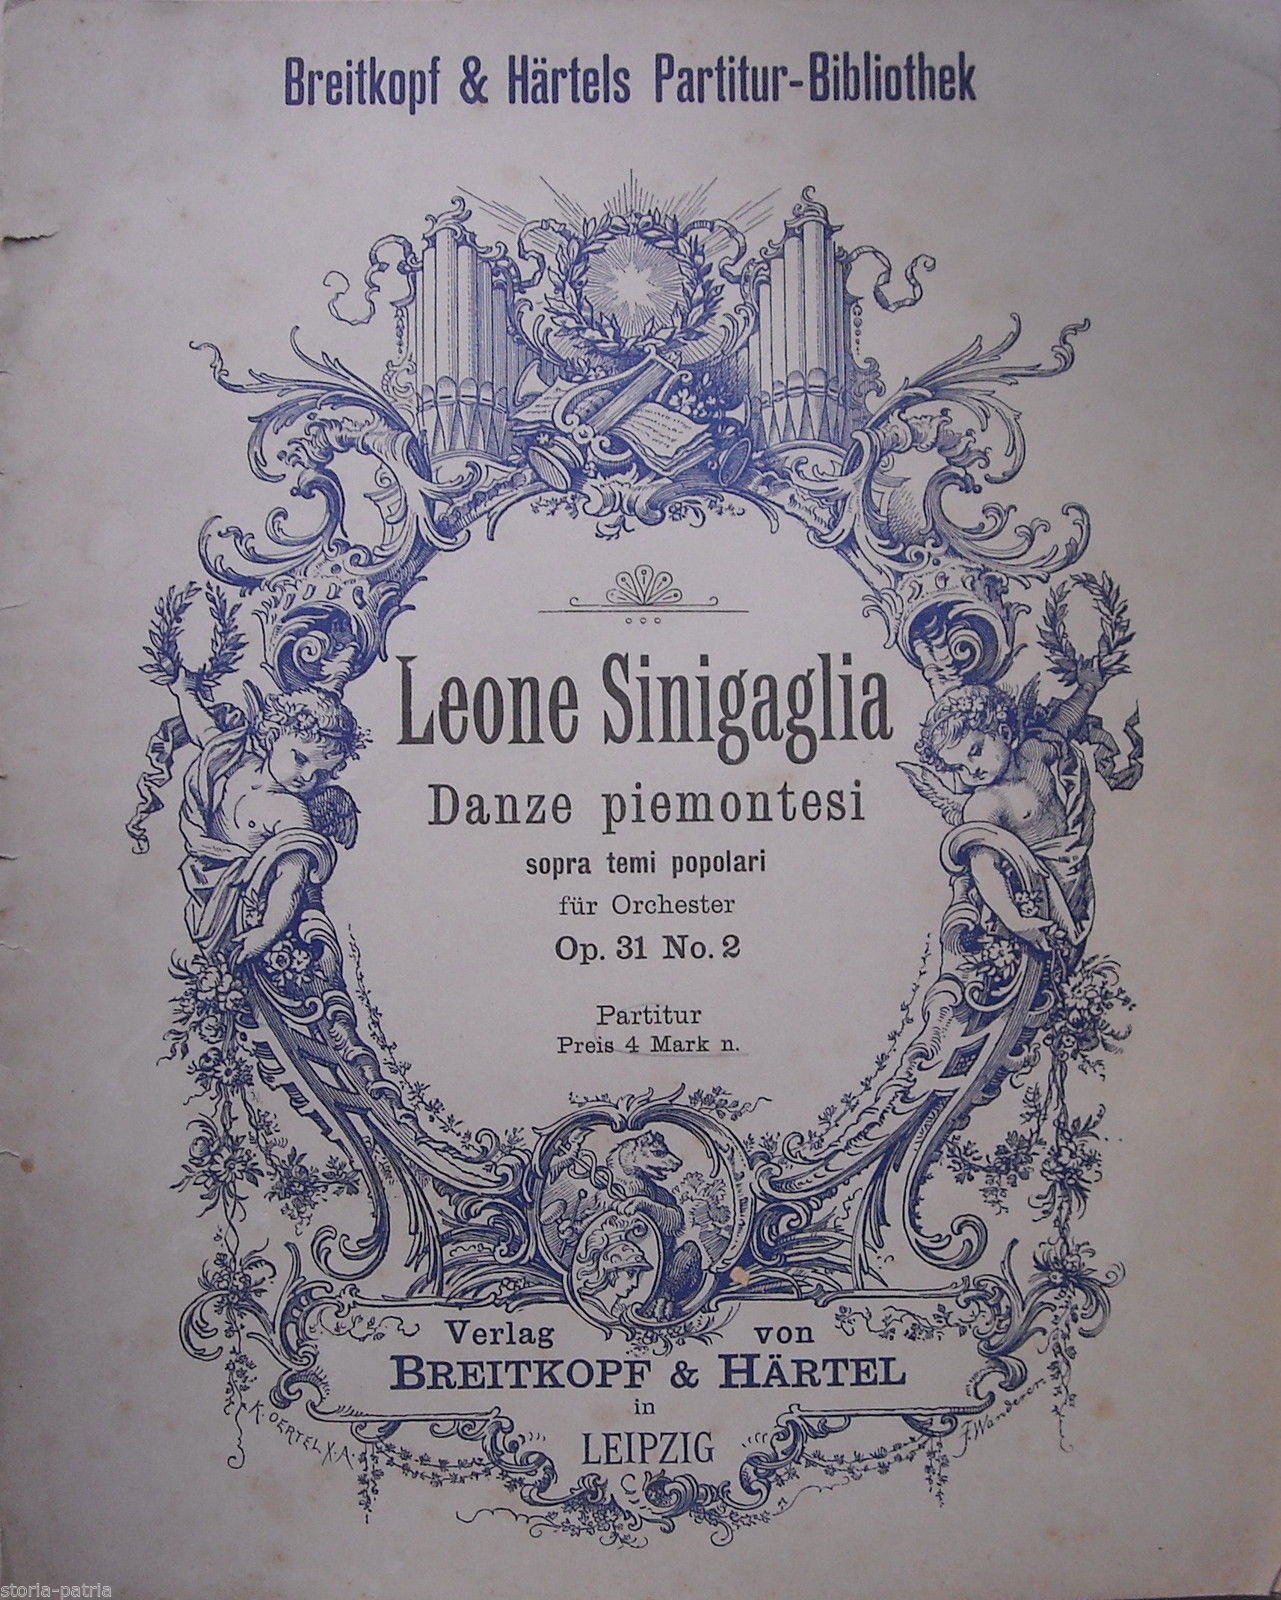 Breitkopf & Härtels Partitur-Bibliothek
Leone Sinigaglia
Danze piemontesi
sopra temi popolari
für Orchester
Op. 31 No. 2
Partitur
Preis 4 Mark n.
Verlag von
BREITKOPF & HÄRTEL
in
LEIPZIG
K. OERTEL X.A.
storia-patria